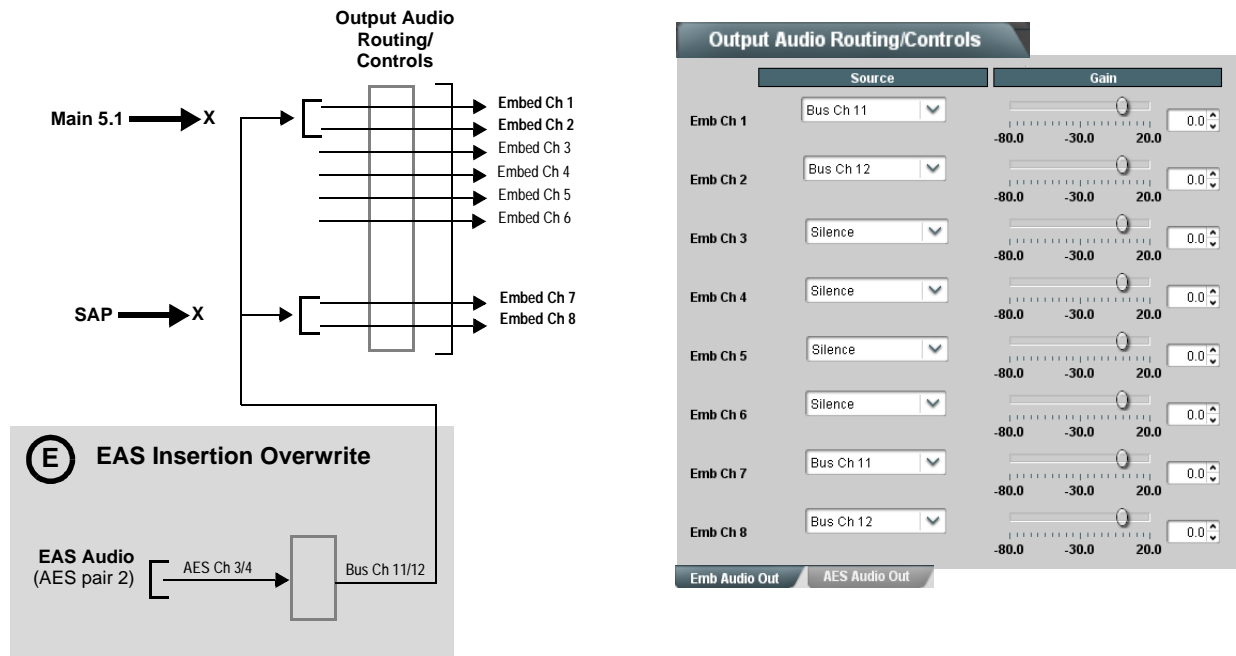 Output Audio
Routing/
Controls
Main 5.1
X
Embed Ch 1
Embed Ch 2
Embed Ch 3
Embed Ch 4
Embed Ch 5
Embed Ch 6
SAP
X
Embed Ch 7
Embed Ch 8
E EAS Insertion Overwrite
EAS Audio
(AES pair 2)
AES Ch 3/4
Bus Ch 11/12
Output Audio Routing/Controls
Source Gain
Emb Ch 1 Bus Ch 11 0.0
-80.0 -30.0 20.0
Emb Ch 2 Bus Ch 12 0.0
-80.0 -30.0 20.0
Emb Ch 3 Silence 0.0
-80.0 -30.0 20.0
Emb Ch 4 Silence 0.0
-80.0 -30.0 20.0
Emb Ch 5 Silence 0.0
-80.0 -30.0 20.0
Emb Ch 6 Silence 0.0
-80.0 -30.0 20.0
Emb Ch 7 Bus Ch 11 0.0
-80.0 -30.0 20.0
Emb Ch 8 Bus Ch 12 0.0
-80.0 -30.0 20.0
Emb Audio Out AES Audio Out